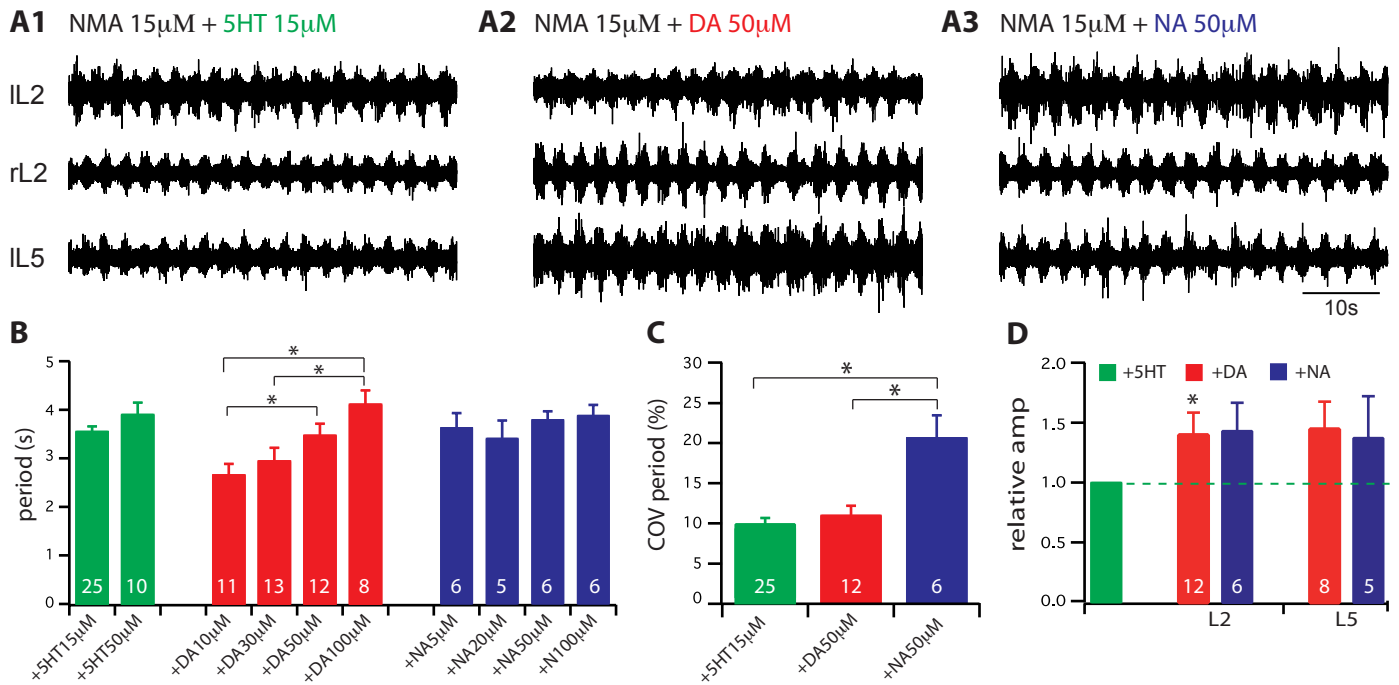 A1 NMA 15μM + 5HT 15μM
A2 NMA 15μM + DA 50μM
A3 NMA 15μM + NA 50μM
lL2
rL2
lL5
10s
B
period (s)
5
4
3
2
1
0
* * *
25 10 11 13 12 8 6 5 6 6
+5HT15μM +5HT50μM +DA10μM +DA30μM +DA50μM +DA100μM +NA5μM +NA20μM +NA50μM +N100μM
C
COV period (%)
30
25
20
15
10
5
0
* *
25 12 6
+5HT15μM +DA50μM +NA50μM
D
relative amp
2.0
1.5
1.0
0.5
0.0
+5HT +DA +NA
*
12 6 8 5
L2 L5